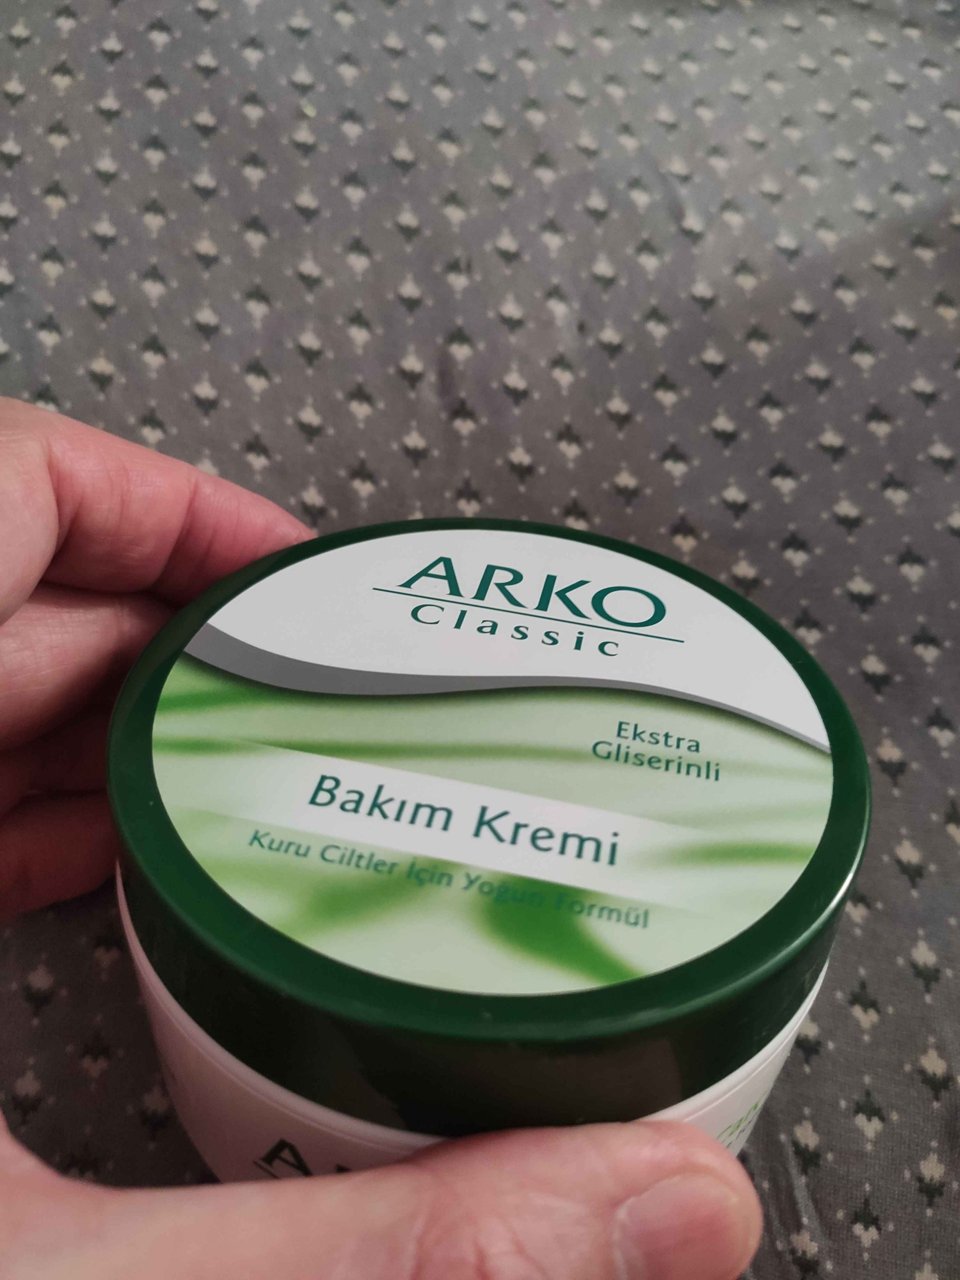 ARKO
Classic
Ekstra
Gliserinli
Bakım Kremi
Kuru Ciltler İçin Yoğun Formül